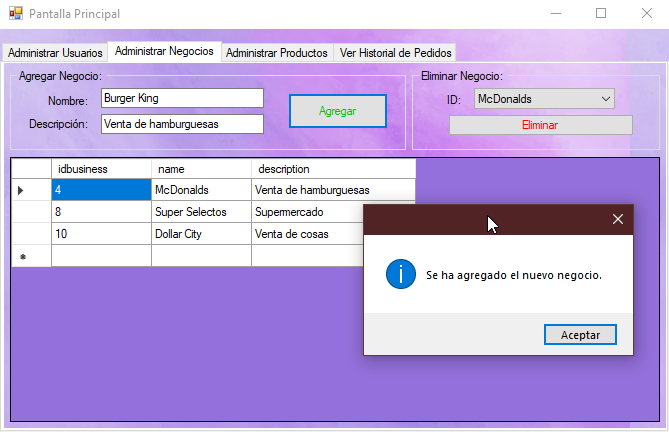 Pantalla Principal
Administrar Usuarios Administrar Negocios Administrar Productos Ver Historial de Pedidos
Agregar Negocio:
Nombre: Burger King
Descripción: Venta de hamburguesas
Agregar
Eliminar Negocio:
ID: McDonalds
Eliminar
idbusiness name description
4 McDonalds Venta de hamburguesas
8 Super Selectos Supermercado
10 Dollar City Venta de cosas
Se ha agregado el nuevo negocio.
Aceptar